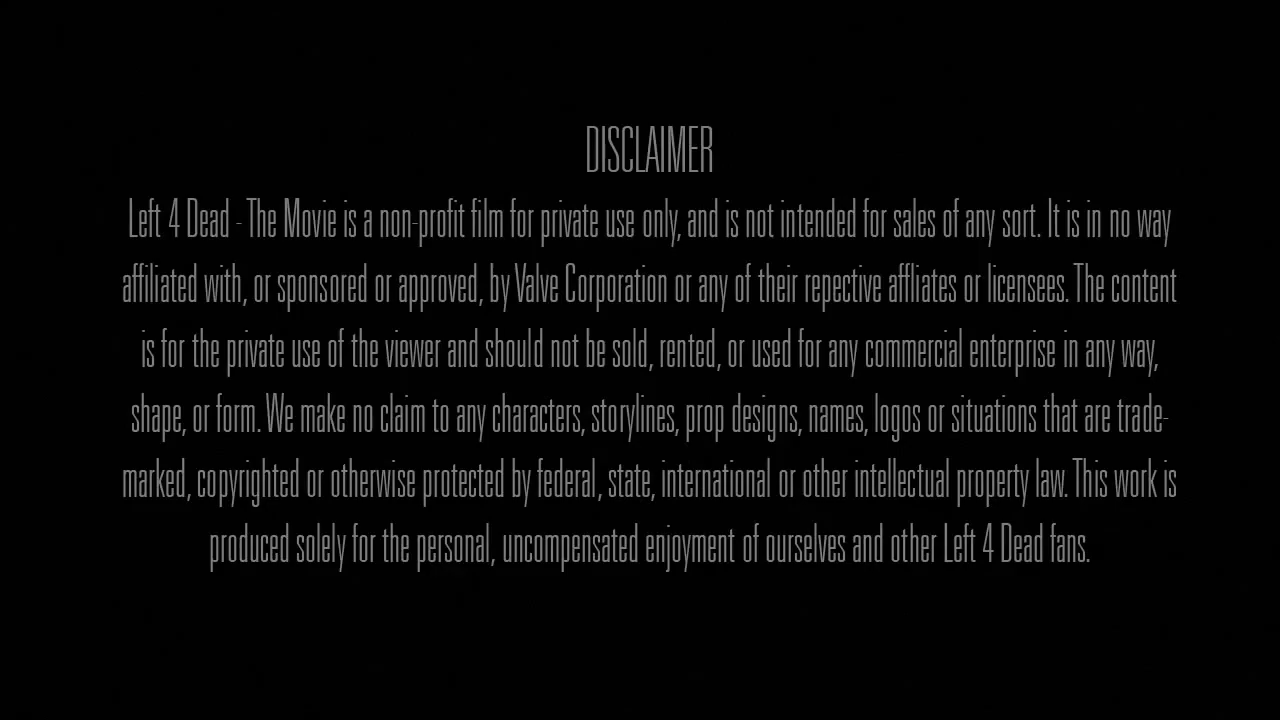 DISCLAIMER
Left 4 Dead - The Movie is a non-profit film for private use only, and is not intended for sales of any sort. It is in no way
affiliated with, or sponsored or approved, by Valve Corporation or any of their repective affliates or licensees. The content
is for the private use of the viewer and should not be sold, rented, or used for any commercial enterprise in any way,
shape, or form. We make no claim to any characters, storylines, prop designs, names, logos or situations that are trade-
marked, copyrighted or otherwise protected by federal, state, international or other intellectual property law. This work is
produced solely for the personal, uncompensated enjoyment of ourselves and other Left 4 Dead fans.